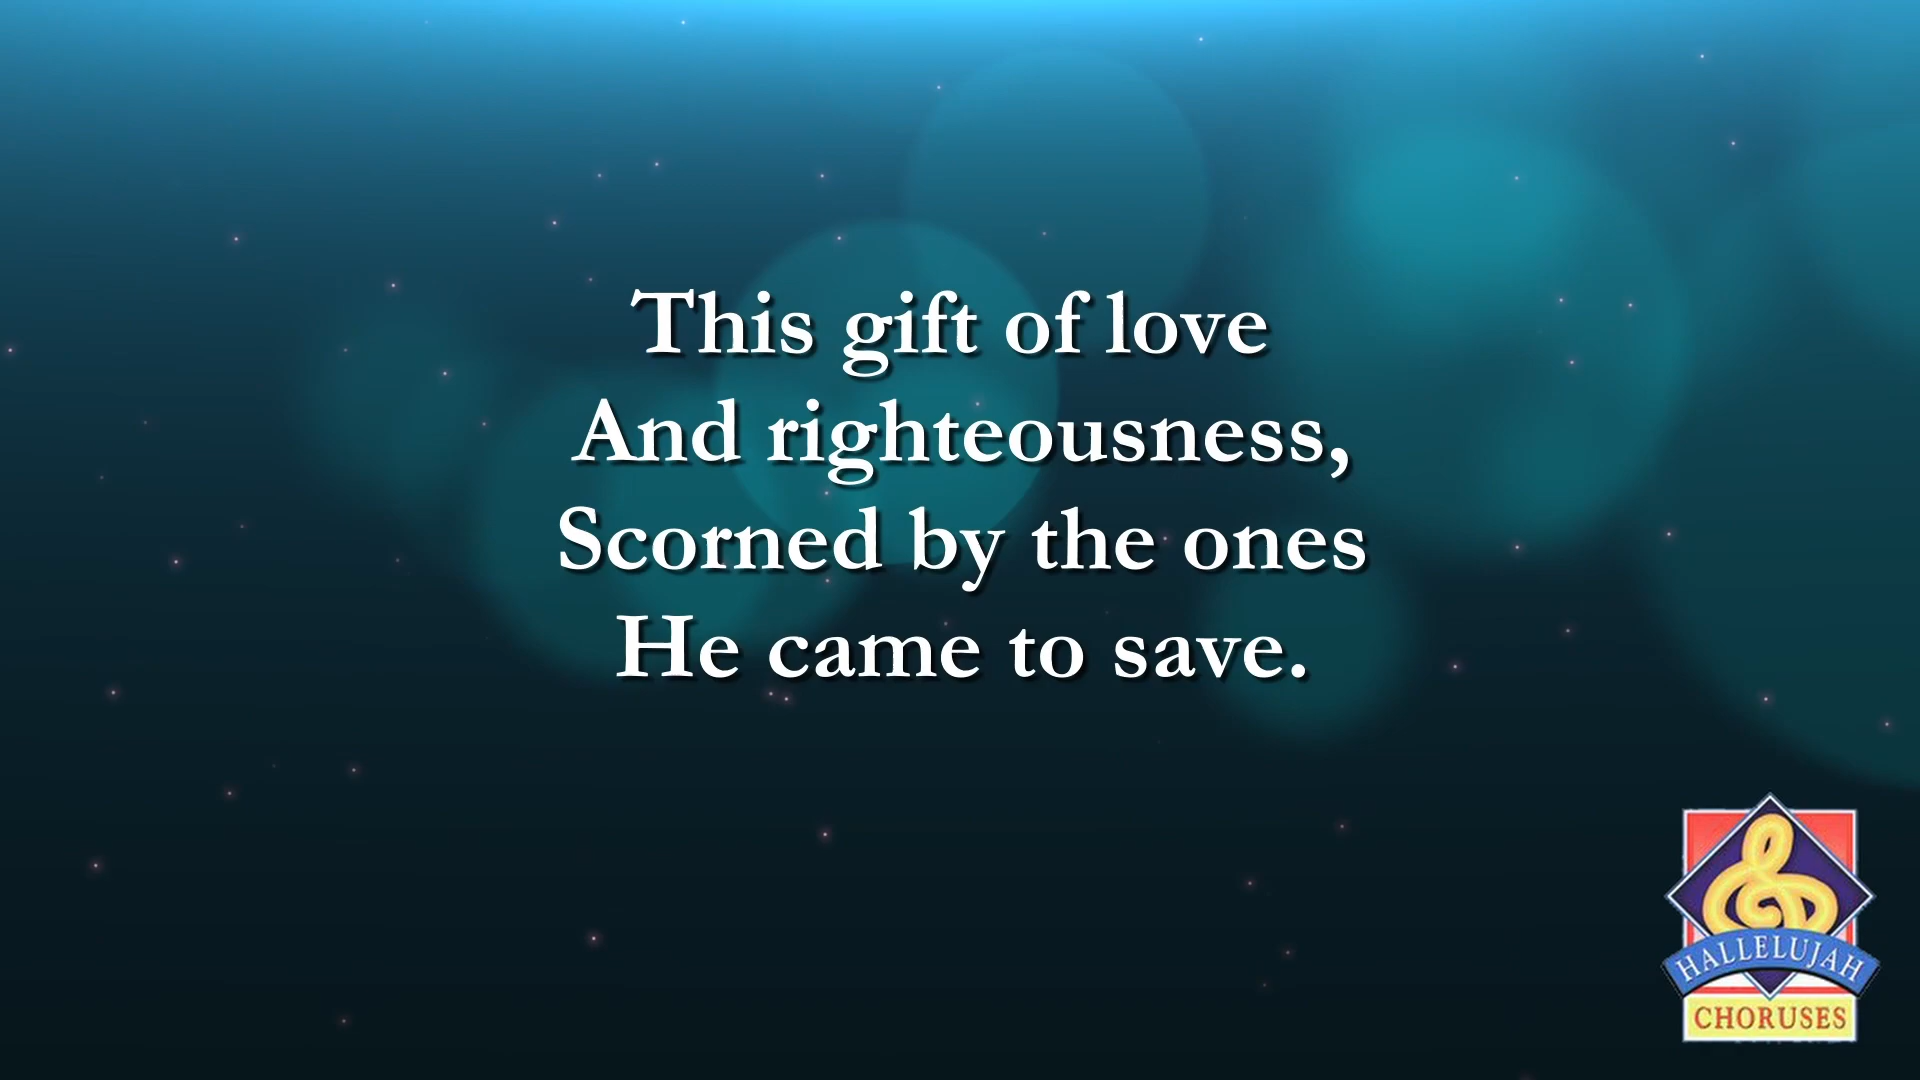 This gift of love
And righteousness,
Scorned by the ones
He came to save.
HALLELUJAH
CHORUSES